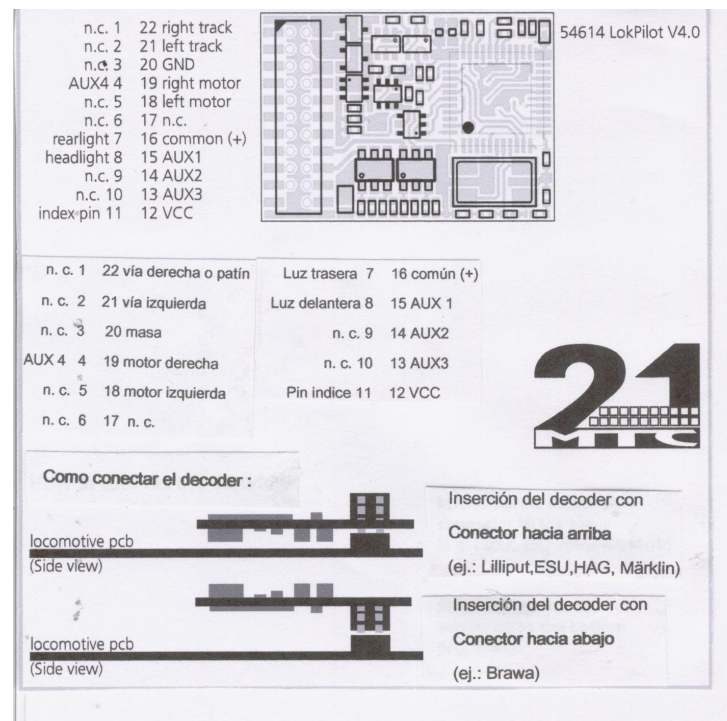 n.c. 1 22 right track
n.c. 2 21 left track
n.c. 3 20 GND
AUX4 4 19 right motor
n.c. 5 18 left motor
n.c. 6 17 n.c.
rearlight 7 16 common (+)
headlight 8 15 AUX1
n.c. 9 14 AUX2
n.c. 10 13 AUX3
index pin 11 12 VCC
54614 LokPilot V4.0
n. c. 1 22 vía derecha o patín
n. c. 2 21 vía izquierda
n. c. 3 20 masa
AUX 4 4 19 motor derecha
n. c. 5 18 motor izquierda
n. c. 6 17 n. c.
Luz trasera 7 16 común (+)
Luz delantera 8 15 AUX 1
n. c. 9 14 AUX2
n. c. 10 13 AUX3
Pin indice 11 12 VCC
21
MTC
Como conectar el decoder :
locomotive pcb
(Side view)
Inserción del decoder con
Conector hacia arriba
(ej.: Lilliput,ESU,HAG, Märklin)
locomotive pcb
(Side view)
Inserción del decoder con
Conector hacia abajo
(ej.: Brawa)